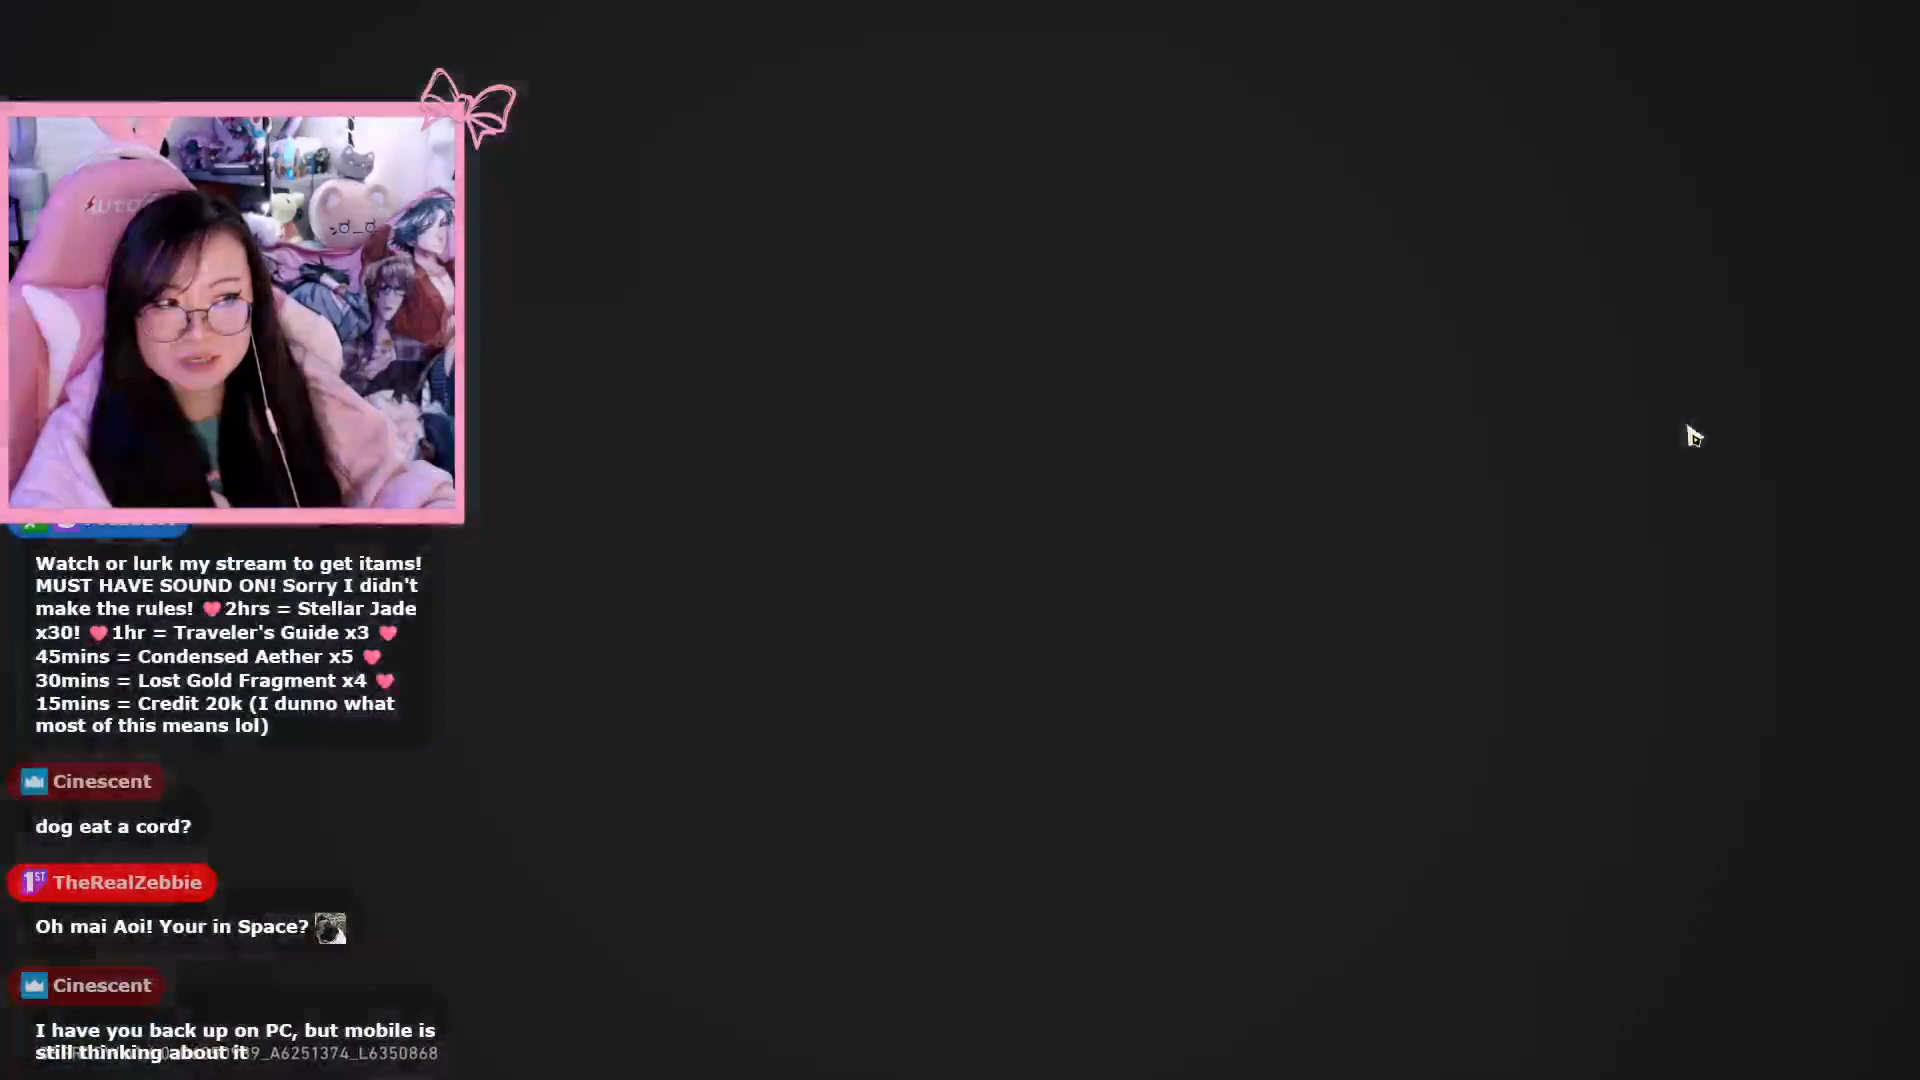 Watch or lurk my stream to get itams!
MUST HAVE SOUND ON! Sorry I didn't
make the rules! 2hrs = Stellar Jade
x30! 1hr = Traveler's Guide x3
45mins = Condensed Aether x5
30mins = Lost Gold Fragment x4
15mins = Credit 20k (I dunno what
most of this means lol)
Cinescent
dog eat a cord?
1ST TheRealZebbie
Oh mai Aoi! Your in Space?
Cinescent
I have you back up on PC, but mobile is
still thinking about it
_A6251374_L6350868